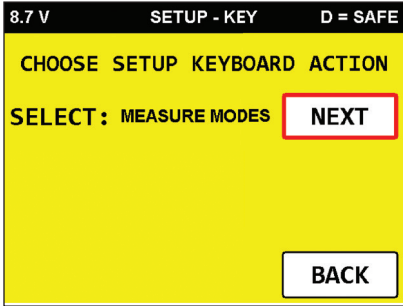 8.7 V SETUP - KEY D = SAFE
CHOOSE SETUP KEYBOARD ACTION
SELECT: MEASURE MODES NEXT
BACK